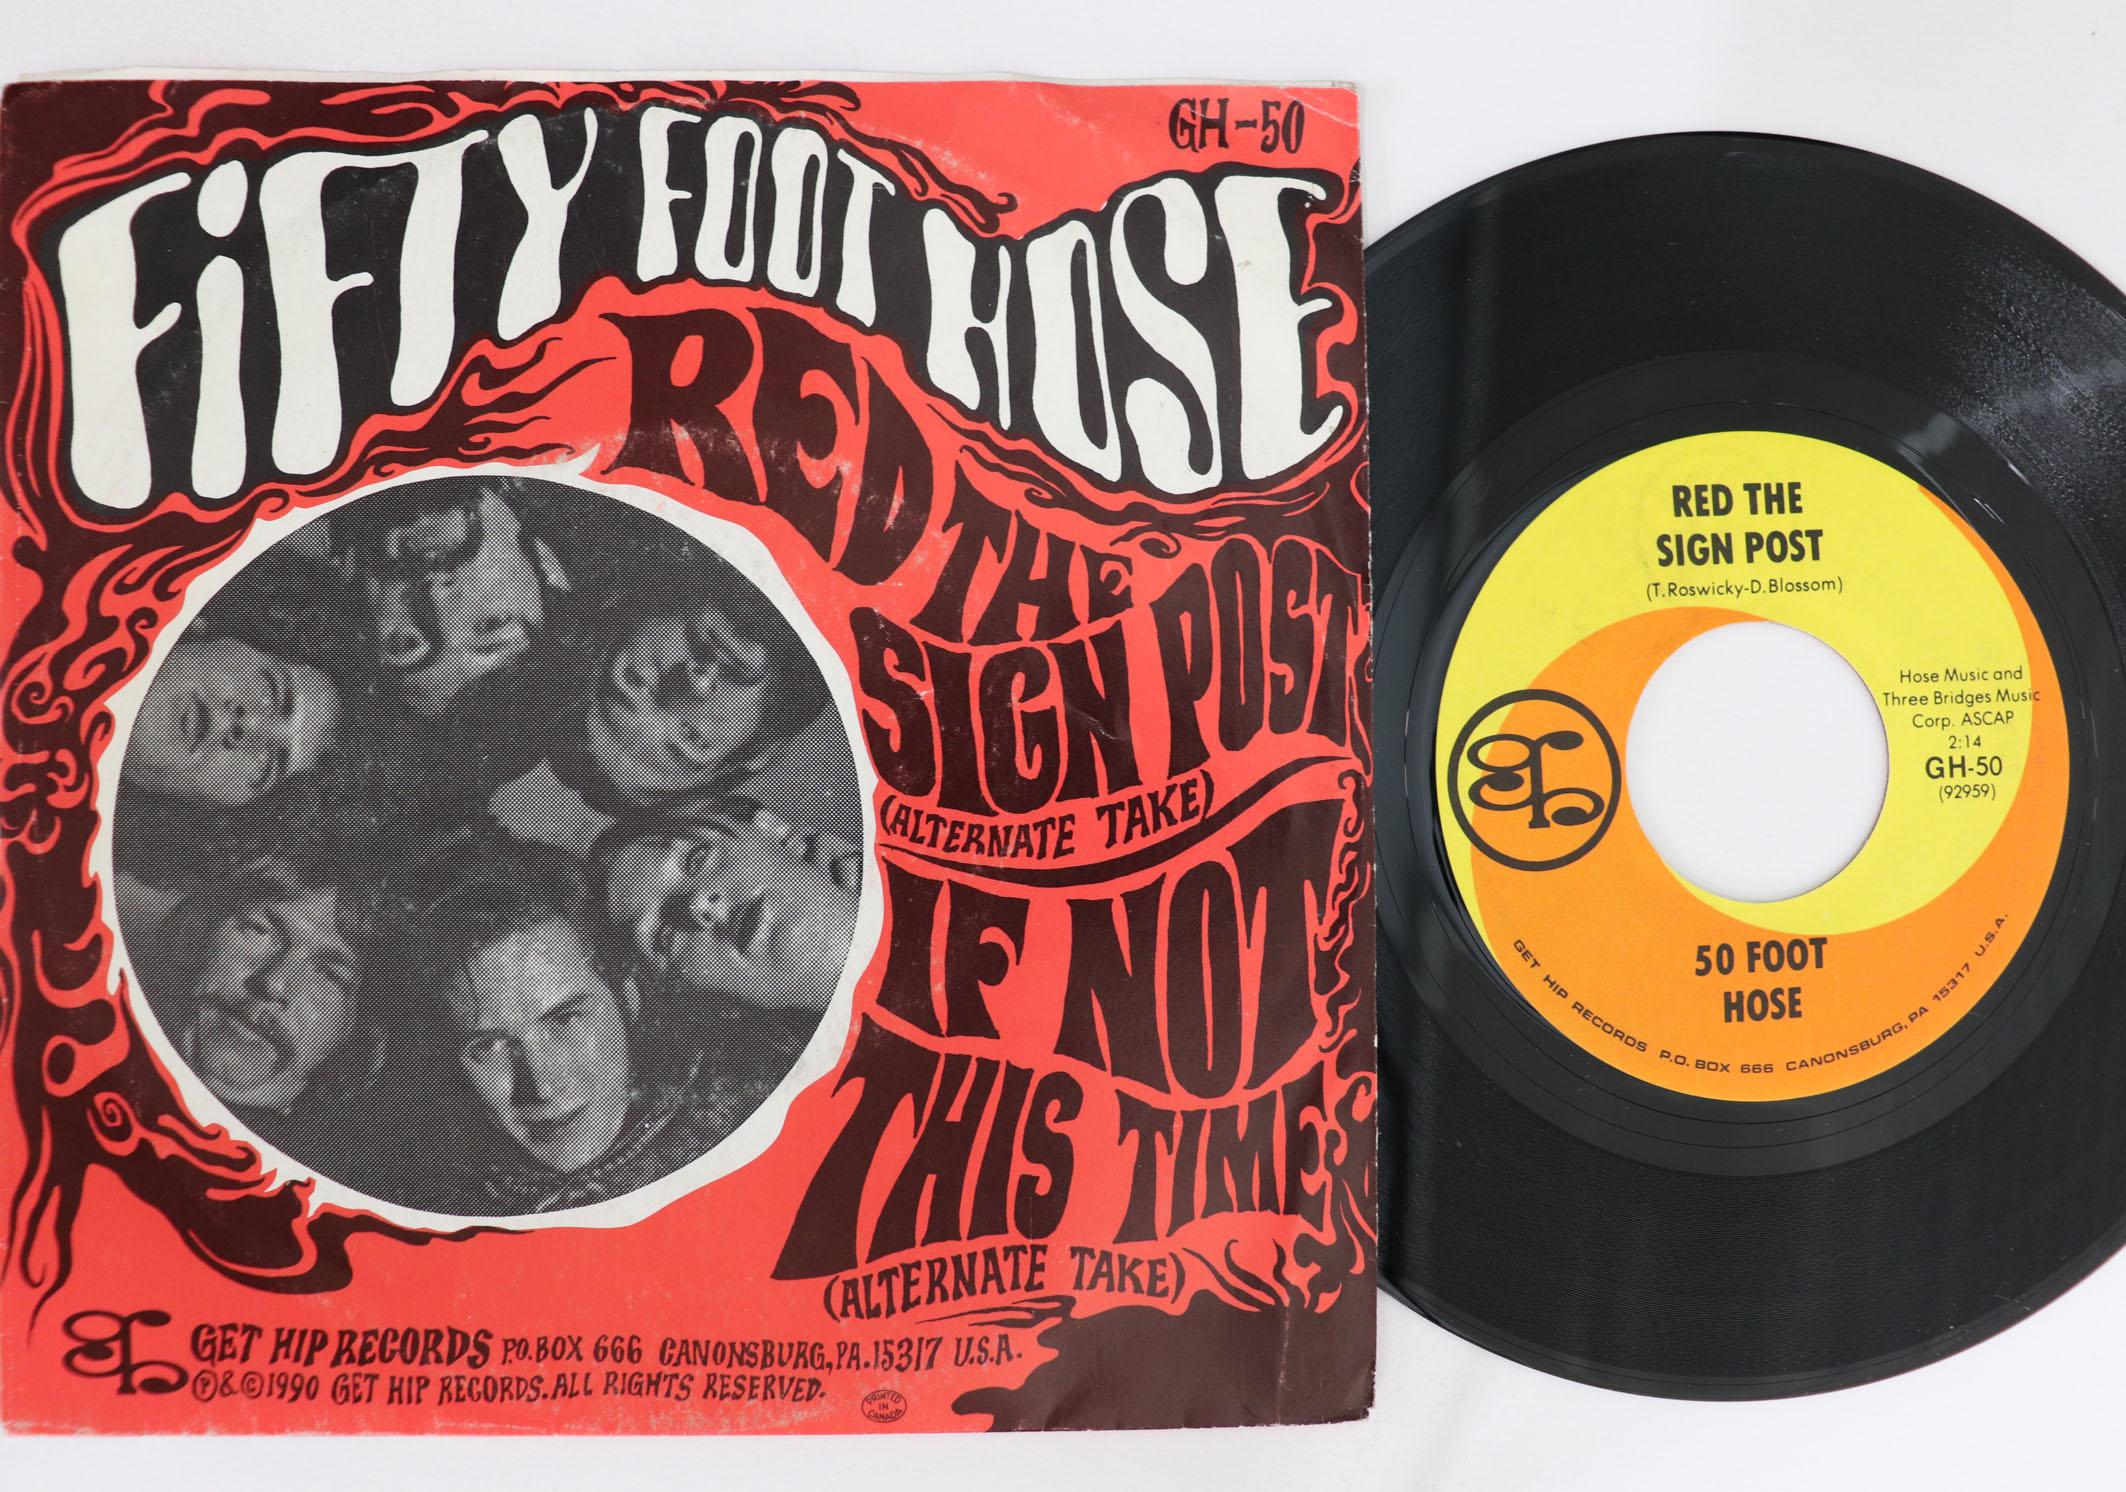 GH-50
FiFTY FOOT HOSE
RED THE
SIGN POST
(ALTERNATE TAKE)
IF NOT
THIS TIME
(ALTERNATE TAKE)
GET HIP RECORDS P.O. BOX 666 CANONSBURG, PA. 15317 U.S.A.
℗&©1990 GET HIP RECORDS. ALL RIGHTS RESERVED.
PRINTED
IN
CANADA
RED THE
SIGN POST
(T.Roswicky-D.Blossom)
Hose Music and
Three Bridges Music
Corp. ASCAP
2:14
GH-50
(92959)
50 FOOT
HOSE
GET HIP RECORDS P.O. BOX 666 CANONSBURG, PA 15317 U.S.A.